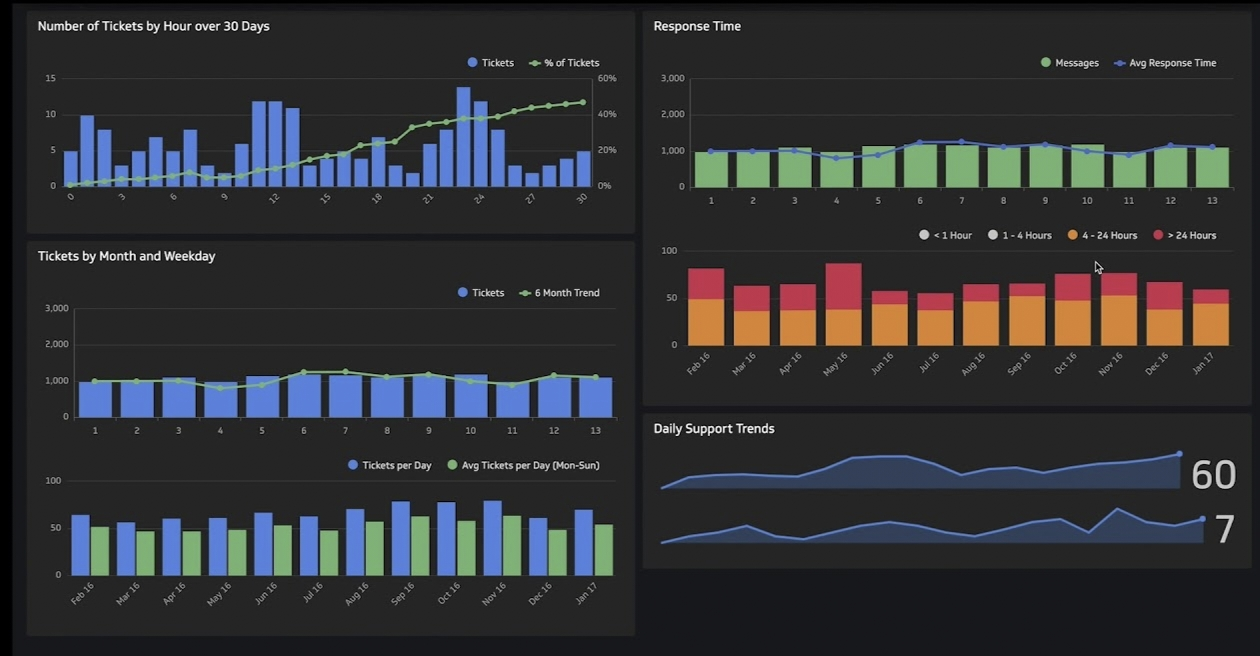 Number of Tickets by Hour over 30 Days
Tickets % of Tickets
15 60%
10 40%
5 20%
0 0%
0 3 6 9 12 15 18 21 24 27 30
Tickets by Month and Weekday
Tickets 6 Month Trend
3,000
2,000
1,000
0
1 2 3 4 5 6 7 8 9 10 11 12 13
Tickets per Day Avg Tickets per Day (Mon-Sun)
100
50
0
Feb 16 Mar 16 Apr 16 May 16 Jun 16 Jul 16 Aug 16 Sep 16 Oct 16 Nov 16 Dec 16 Jan 17
Response Time
Messages Avg Response Time
3,000
2,000
1,000
0
1 2 3 4 5 6 7 8 9 10 11 12 13
< 1 Hour 1 - 4 Hours 4 - 24 Hours > 24 Hours
100
50
0
Feb 16 Mar 16 Apr 16 May 16 Jun 16 Jul 16 Aug 16 Sep 16 Oct 16 Nov 16 Dec 16 Jan 17
Daily Support Trends
60
7